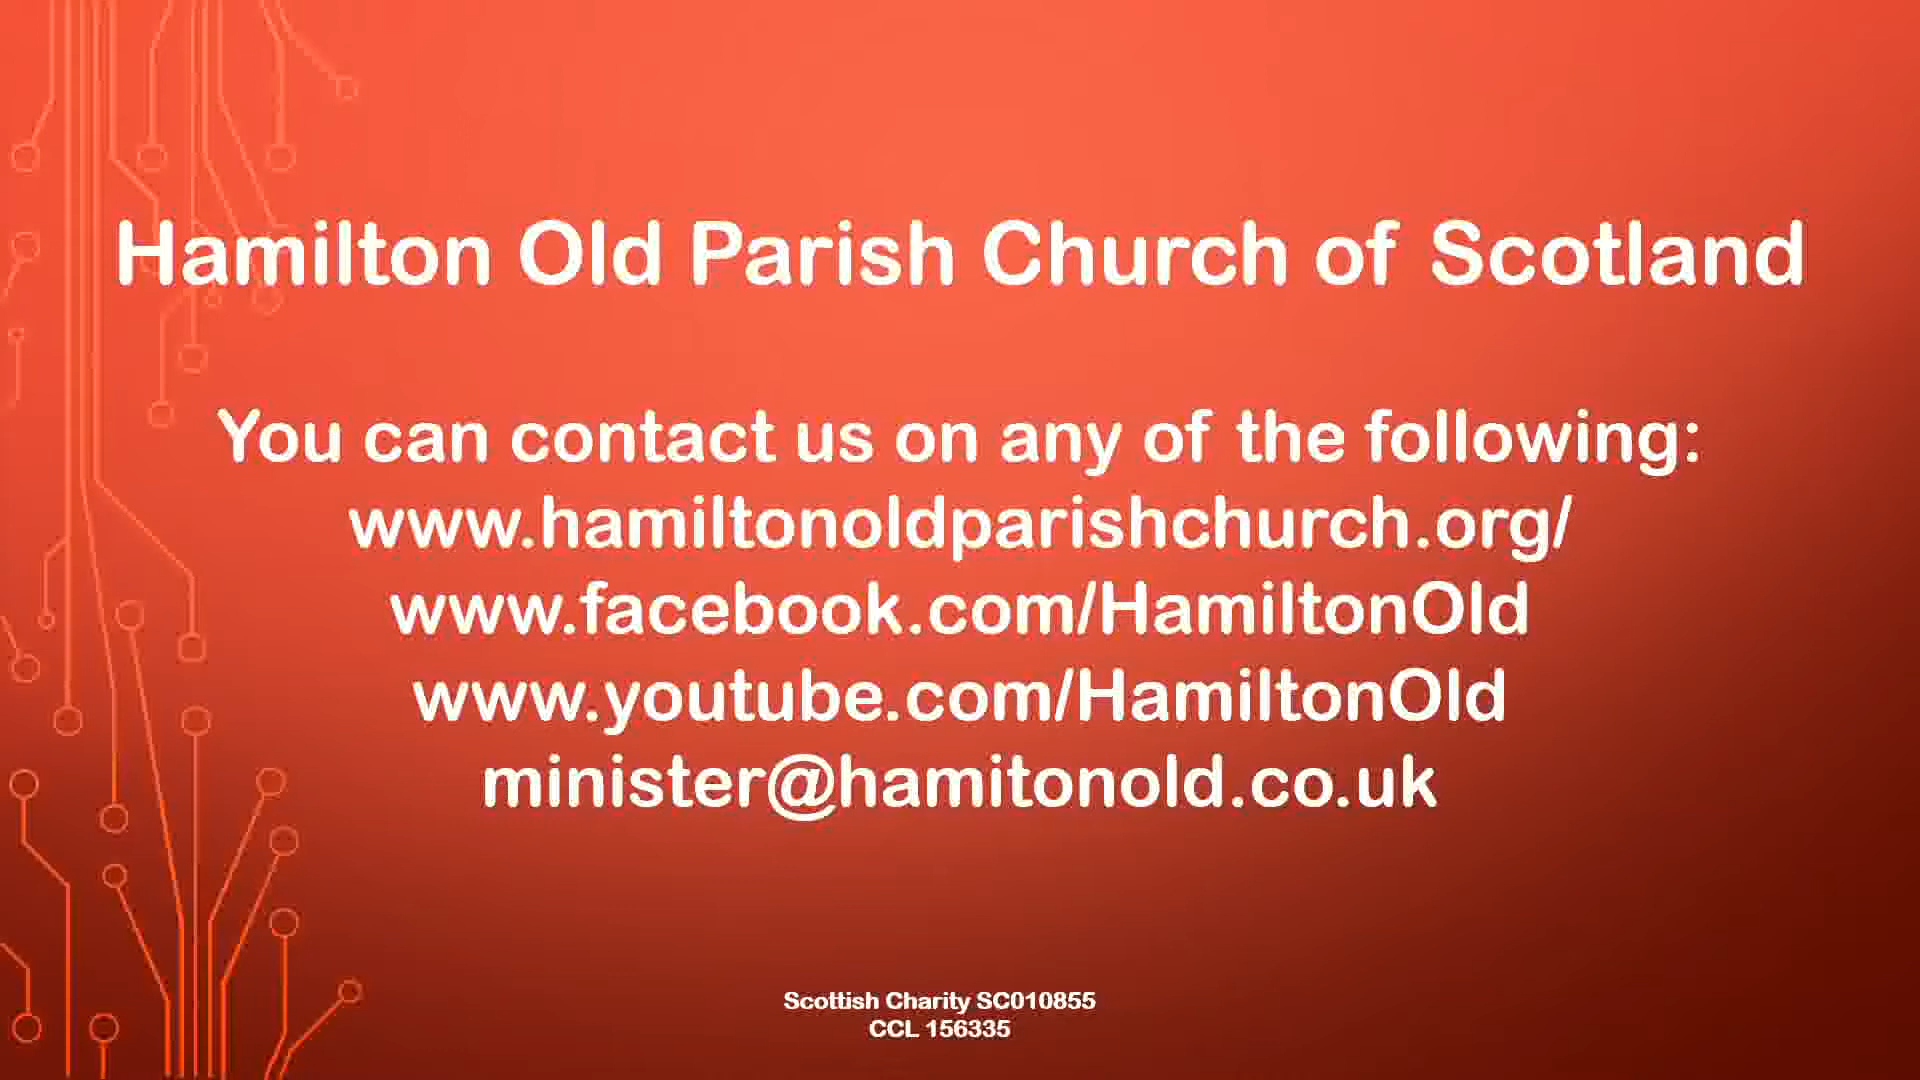 Hamilton Old Parish Church of Scotland
You can contact us on any of the following:
www.hamiltonoldparishchurch.org/
www.facebook.com/HamiltonOld
www.youtube.com/HamiltonOld
minister@hamitonold.co.uk
Scottish Charity SC010855
CCL 156335